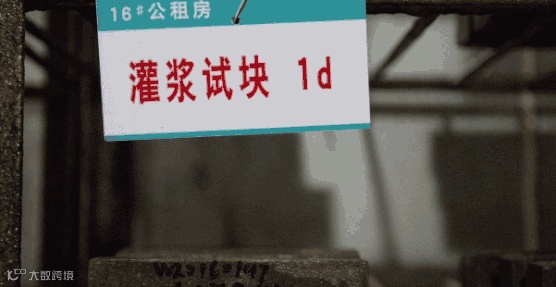 16#公租房
灌浆试块 1d
大数跨境